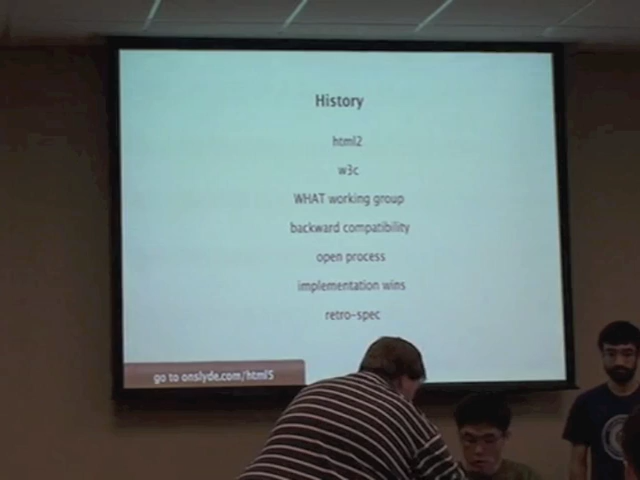 History
html2
w3c
WHAT working group
backward compatibility
open process
implementation wins
retro-spec
go to onslyde.com/html5